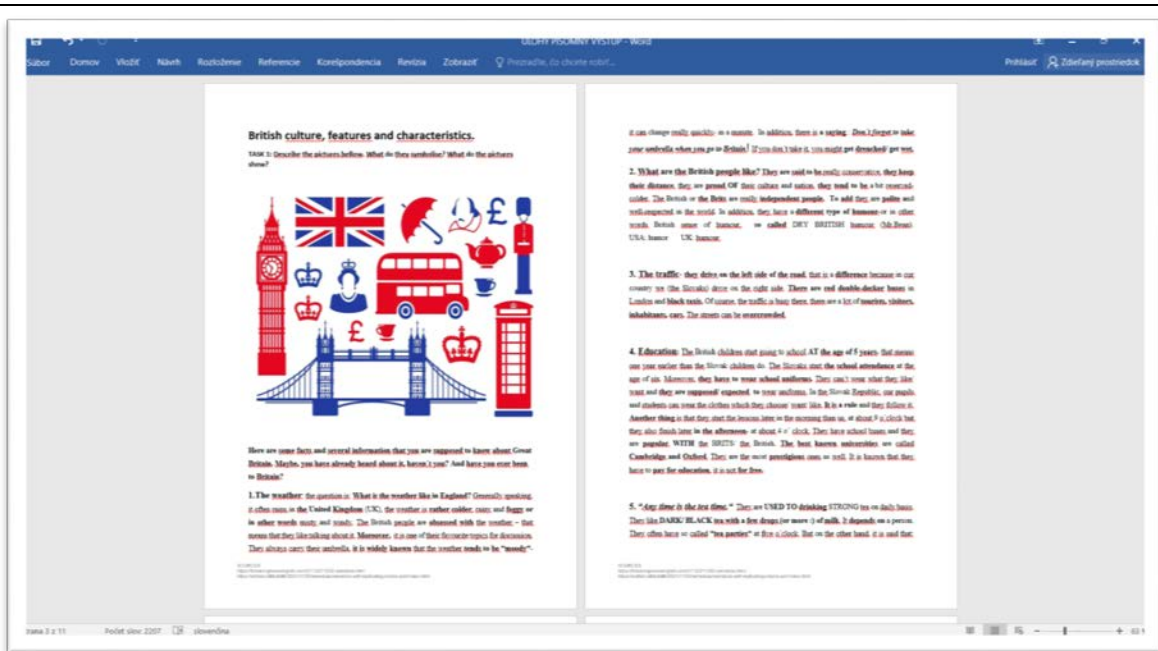 ULOHY PISOMNY VYSTUP - Word
Súbor Domov Vložiť Návrh Rozloženie Referencie Korešpondencia Revízia Zobraziť Prihlásiť Zdieľaný prostriedok
British culture, features and characteristics.
TASK 1: Describe the pictures bellow. What do they symbolise? What do the pictures
show?
Here are some facts and several information that you are supposed to know about Great
Britain. Maybe, you have already heard about it, haven´t you? And have you ever been
to Britain?
1.The weather: the question is: What is the weather like in England? Generally speaking,
it often rains in the United Kingdom (UK), the weather is rather colder, rainy and foggy or
in other words misty and windy. The British people are obsessed with the weather – that
means that they like talking about it. Moreover, it is one of their favourite topics for discussion.
They always carry their umbrella, it is widely known that the weather tends to be "moody"-
it can change really quickly- in a minute. In addition, there is a saying: Don´t forget to take
your umbrella when you go to Britain! If you don´t take it, you might get drenched/ get wet.
2. What are the British people like? They are said to be really conservative, they keep
their distance, they are proud OF their culture and nation, they tend to be a bit reserved-
colder. The British or the Brits are really independent people. To add they are polite and
well-respected in the world. In addition, they have a different type of humour-or in other
words British sense of humour, so called DRY BRITISH humour (Mr.Bean).
USA: humor UK: humour
3. The traffic- they drive on the left side of the road, that is a difference because in our
country we (the Slovaks) drive on the right side. There are red double-decker buses in
London and black taxis. Of course, the traffic is busy there, there are a lot of tourists, visitors,
inhabitants, cars. The streets can be overcrowded.
4. Education: The British children start going to school AT the age of 5 years- that means
one year earlier than the Slovak children do. The Slovaks start the school attendance at the
age of six. Moreover, they have to wear school uniforms. They can´t wear what they like/
want and they are supposed/ expected to wear uniforms. In the Slovak Republic, our pupils
and students can wear the clothes which they choose/ want/ like. It is a rule and they follow it.
Another thing is that they start the lessons later in the morning than us, at about 9 o´clock but
they also finish later in the afternoon- at about 4 o´clock. They have school buses and they
are popular WITH the BRITS/ the British. The best known universities are called
Cambridge and Oxford. They are the most prestigious ones as well. It is known that they
have to pay for education, it is not for free.
5. "Any time is the tea time." They are USED TO drinking STRONG tea on daily basis.
They like DARK/ BLACK tea with a few drops (or more :) of milk. It depends on a person.
They often have so called "tea parties" at five o´clock. But on the other hand, it is said that
Počet slov: 2207 slovenčina